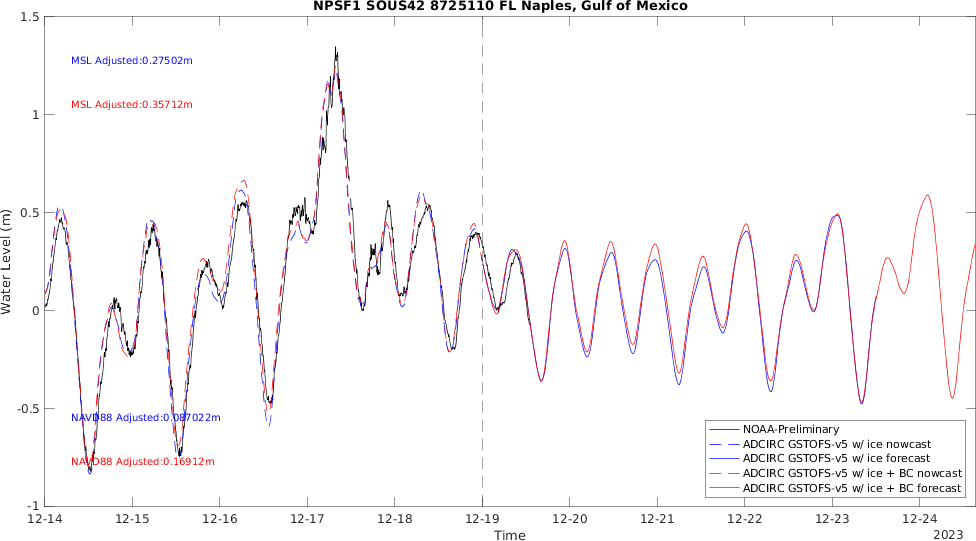 NPSF1 SOUS42 8725110 FL Naples, Gulf of Mexico
1.5
1
0.5
0
-0.5
-1
Water Level (m)
MSL Adjusted:0.27502m
MSL Adjusted:0.35712m
NAVD88 Adjusted:0.087022m
NAVD88 Adjusted:0.16912m
NOAA-Preliminary
ADCIRC GSTOFS-v5 w/ ice nowcast
ADCIRC GSTOFS-v5 w/ ice forecast
ADCIRC GSTOFS-v5 w/ ice + BC nowcast
ADCIRC GSTOFS-v5 w/ ice + BC forecast
12-14 12-15 12-16 12-17 12-18 12-19 12-20 12-21 12-22 12-23 12-24
Time
2023